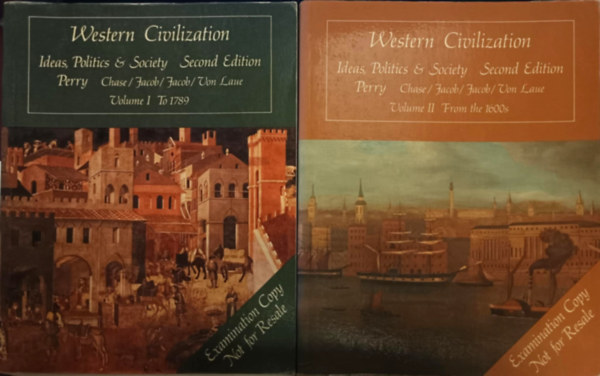 Western Civilization
Ideas, Politics & Society Second Edition
Perry Chase/Jacob/Jacob/Von Laue
Volume I To 1789
Examination Copy
Not for Resale
Western Civilization
Ideas, Politics & Society Second Edition
Perry Chase/Jacob/Jacob/Von Laue
Volume II From the 1600s
Examination Copy
Not for Resale